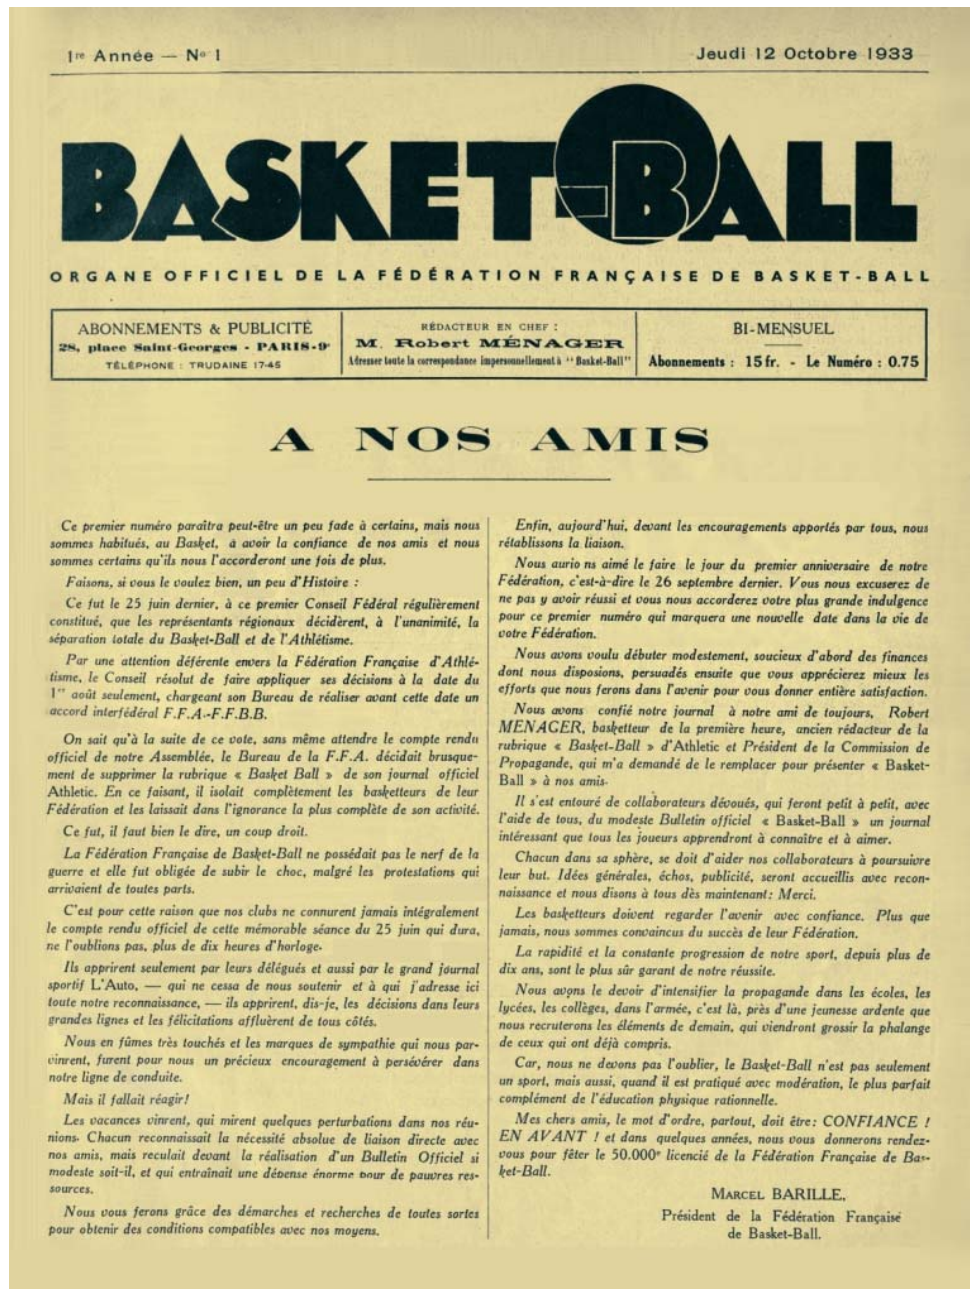 1re Année — No 1
Jeudi 12 Octobre 1933
BASKET-BALL
ORGANE OFFICIEL DE LA FÉDÉRATION FRANÇAISE DE BASKET-BALL
ABONNEMENTS & PUBLICITÉ
28, place Saint-Georges - PARIS-9e
TÉLÉPHONE : TRUDAINE 17-45
RÉDACTEUR EN CHEF :
M. Robert MÉNAGER
Adresser toute la correspondance impersonnellement à "Basket-Ball"
BI-MENSUEL
Abonnements : 15 fr. - Le Numéro : 0.75
A NOS AMIS
Ce premier numéro paraîtra peut-être un peu fade à certains, mais nous
sommes habitués, au Basket, à avoir la confiance de nos amis et nous
sommes certains qu'ils nous l'accorderont une fois de plus.
Faisons, si vous le voulez bien, un peu d'Histoire :
Ce fut le 25 juin dernier, à ce premier Conseil Fédéral régulièrement
constitué, que les représentants régionaux décidèrent, à l'unanimité, la
séparation totale du Basket-Ball et de l'Athlétisme.
Par une attention déférente envers la Fédération Française d'Athlé-
tisme, le Conseil résolut de faire appliquer ses décisions à la date du
1er août seulement, chargeant son Bureau de réaliser avant cette date un
accord interfédéral F.F.A.-F.F.B.B.
On sait qu'à la suite de ce vote, sans même attendre le compte rendu
officiel de notre Assemblée, le Bureau de la F.F.A. décidait brusque-
ment de supprimer la rubrique « Basket Ball » de son journal officiel
Athletic. En ce faisant, il isolait complètement les basketteurs de leur
Fédération et les laissait dans l'ignorance la plus complète de son activité.
Ce fut, il faut bien le dire, un coup droit.
La Fédération Française de Basket-Ball ne possédait pas le nerf de la
guerre et elle fut obligée de subir le choc, malgré les protestations qui
arrivaient de toutes parts.
C'est pour cette raison que nos clubs ne connurent jamais intégralement
le compte rendu officiel de cette mémorable séance du 25 juin qui dura,
ne l'oublions pas, plus de dix heures d'horloge.
Ils apprirent seulement par leurs délégués et aussi par le grand journal
sportif L'Auto, — qui ne cessa de nous soutenir et à qui j'adresse ici
toute notre reconnaissance, — ils apprirent, dis-je, les décisions dans leurs
grandes lignes et les félicitations affluèrent de tous côtés.
Nous en fûmes très touchés et les marques de sympathie qui nous par-
vinrent, furent pour nous un précieux encouragement à persévérer dans
notre ligne de conduite.
Mais il fallait réagir!
Les vacances vinrent, qui mirent quelques perturbations dans nos réu-
nions. Chacun reconnaissait la nécessité absolue de liaison directe avec
nos amis, mais reculait devant la réalisation d'un Bulletin Officiel si
modeste soit-il, et qui entraînait une dépense énorme pour de pauvres res-
sources.
Nous vous ferons grâce des démarches et recherches de toutes sortes
pour obtenir des conditions compatibles avec nos moyens.
Enfin, aujourd'hui, devant les encouragements apportés par tous, nous
rétablissons la liaison.
Nous aurio ns aimé le faire le jour du premier anniversaire de notre
Fédération, c'est-à-dire le 26 septembre dernier. Vous nous excuserez de
ne pas y avoir réussi et vous nous accorderez votre plus grande indulgence
pour ce premier numéro qui marquera une nouvelle date dans la vie de
votre Fédération.
Nous avons voulu débuter modestement, soucieux d'abord des finances
dont nous disposions, persuadés ensuite que vous apprécierez mieux les
efforts que nous ferons dans l'avenir pour vous donner entière satisfaction.
Nous avons confié notre journal à notre ami de toujours, Robert
MENAGER, basketteur de la première heure, ancien rédacteur de la
rubrique « Basket-Ball » d'Athletic et Président de la Commission de
Propagande, qui m'a demandé de le remplacer pour présenter « Basket-
Ball » à nos amis.
Il s'est entouré de collaborateurs dévoués, qui feront petit à petit, avec
l'aide de tous, du modeste Bulletin officiel « Basket-Ball » un journal
intéressant que tous les joueurs apprendront à connaître et à aimer.
Chacun dans sa sphère, se doit d'aider nos collaborateurs à poursuivre
leur but. Idées générales, échos, publicité, seront accueillis avec recon-
naissance et nous disons à tous dès maintenant: Merci.
Les basketteurs doivent regarder l'avenir avec confiance. Plus que
jamais, nous sommes convaincus du succès de leur Fédération.
La rapidité et la constante progression de notre sport, depuis plus de
dix ans, sont le plus sûr garant de notre réussite.
Nous avons le devoir d'intensifier la propagande dans les écoles, les
lycées, les collèges, dans l'armée, c'est là, près d'une jeunesse ardente que
nous recruterons les éléments de demain, qui viendront grossir la phalange
de ceux qui ont déjà compris.
Car, nous ne devons pas l'oublier, le Basket-Ball n'est pas seulement
un sport, mais aussi, quand il est pratiqué avec modération, le plus parfait
complément de l'éducation physique rationnelle.
Mes chers amis, le mot d'ordre, partout, doit être: CONFIANCE !
EN AVANT ! et dans quelques années, nous vous donnerons rendez-
vous pour fêter le 50.000e licencié de la Fédération Française de Bas-
ket-Ball.
MARCEL BARILLE,
Président de la Fédération Française
de Basket-Ball.